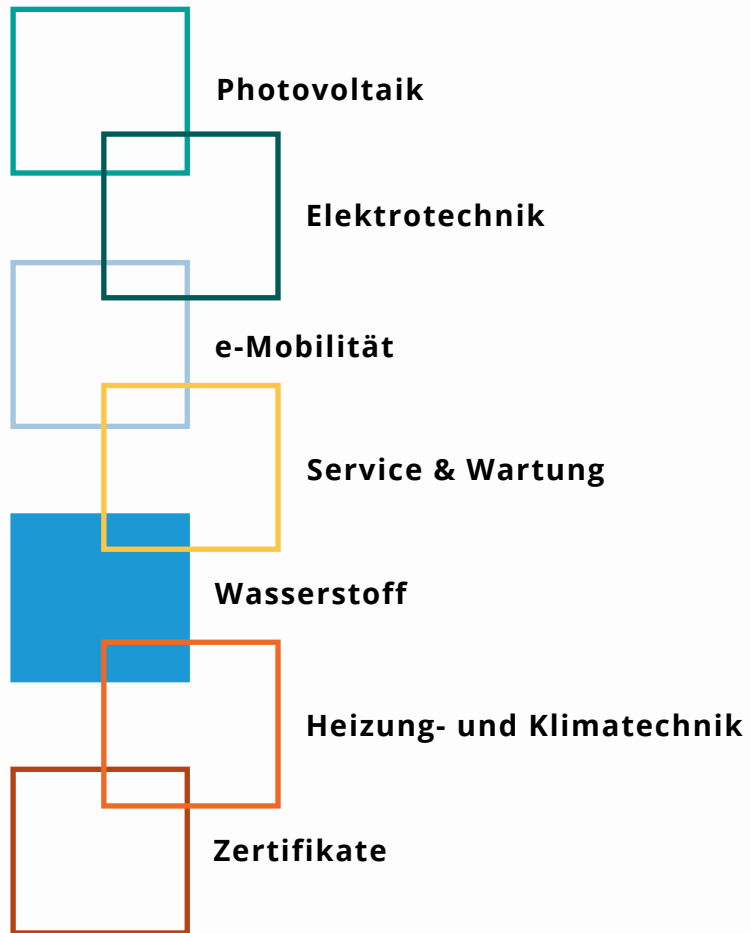 Photovoltaik
Elektrotechnik
e-Mobilität
Service & Wartung
Wasserstoff
Heizung- und Klimatechnik
Zertifikate